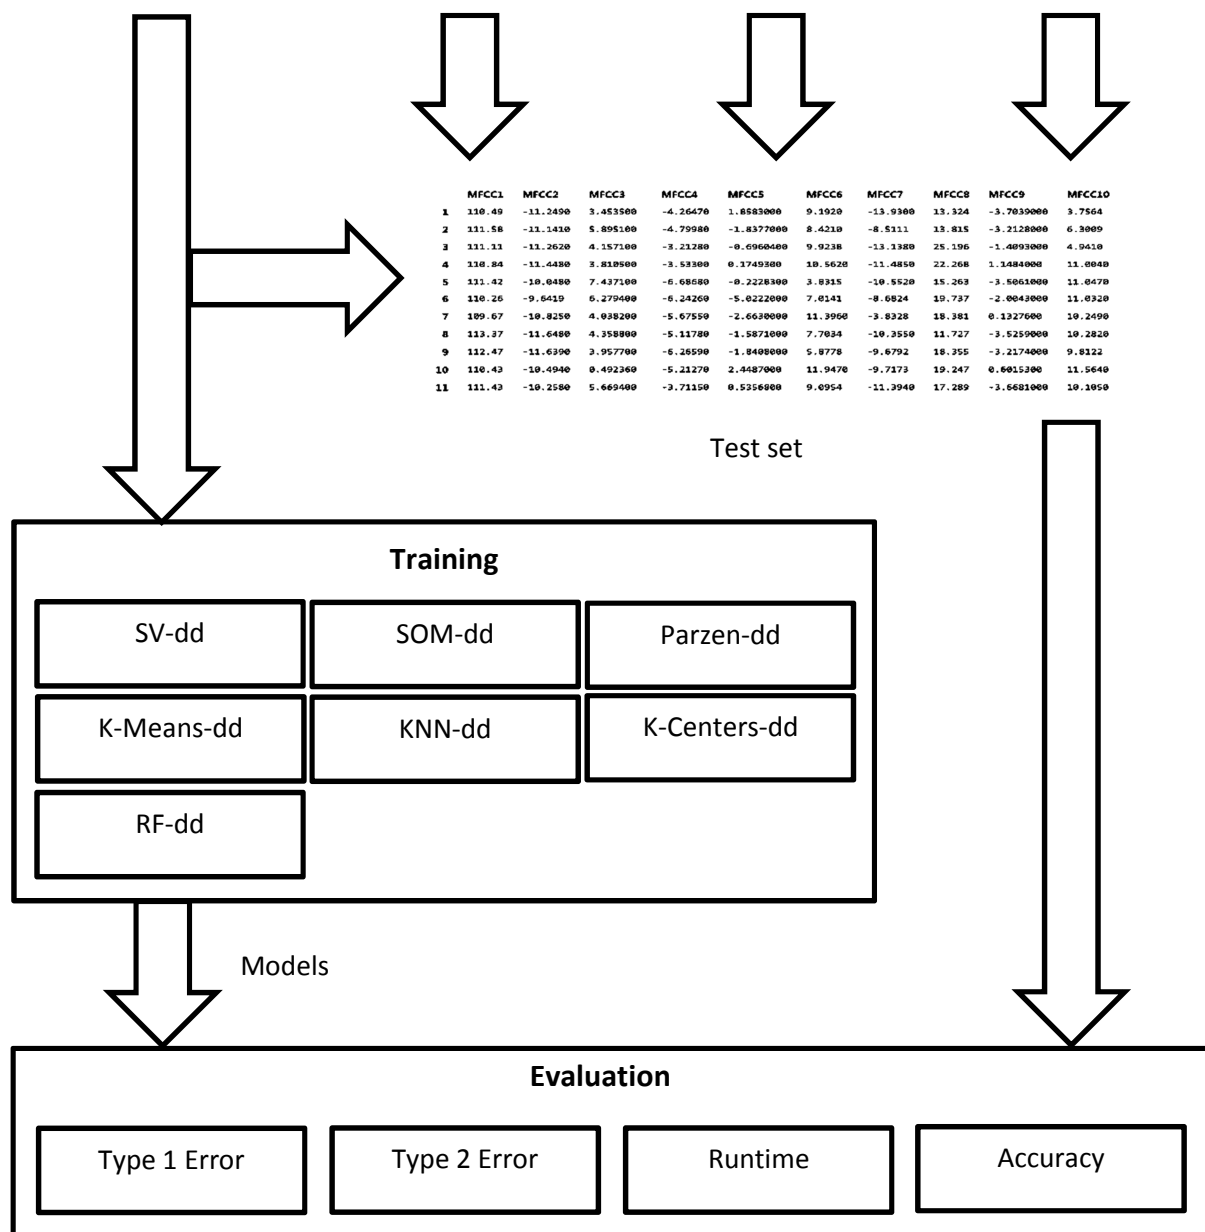 MFCC1 MFCC2 MFCC3 MFCC4 MFCC5 MFCC6 MFCC7 MFCC8 MFCC9 MFCC10
1 110.49 -11.2490 3.453500 -4.26470 1.8583000 9.1920 -13.9300 13.324 -3.7039000 3.7564
2 111.58 -11.1410 5.895100 -4.79980 -1.8377000 8.4210 -8.5111 13.815 -3.2128000 6.3009
3 111.11 -11.2620 4.157100 -3.21280 -0.6960400 9.9238 -13.1380 25.196 -1.4093000 4.9410
4 110.84 -11.4480 3.810500 -3.53300 0.1749300 10.5620 -11.4850 22.268 1.1484000 11.0040
5 111.42 -10.0480 7.437100 -6.68680 -0.2228300 3.8315 -10.5520 15.263 -3.5061000 11.0470
6 110.26 -9.6419 6.279400 -6.24260 -5.0222000 7.0141 -8.6824 19.737 -2.0043000 11.0320
7 109.67 -10.8250 4.038200 -5.67550 -2.6630000 11.3960 -3.8328 18.381 0.1327600 10.2490
8 113.37 -11.6480 4.358800 -5.11780 -1.5871000 7.7034 -10.3550 11.727 -3.5259000 10.2820
9 112.47 -11.6390 3.957700 -6.26590 -1.8408000 5.8778 -9.6792 18.355 -3.2174000 9.8122
10 110.43 -10.4940 0.492360 -5.21270 2.4487000 11.9470 -9.7173 19.247 0.6015300 11.5640
11 111.43 -10.2580 5.669400 -3.71150 0.5356800 9.0954 -11.3940 17.289 -3.6681000 10.1050
Test set
Training
SV-dd SOM-dd Parzen-dd
K-Means-dd KNN-dd K-Centers-dd
RF-dd
Models
Evaluation
Type 1 Error Type 2 Error Runtime Accuracy